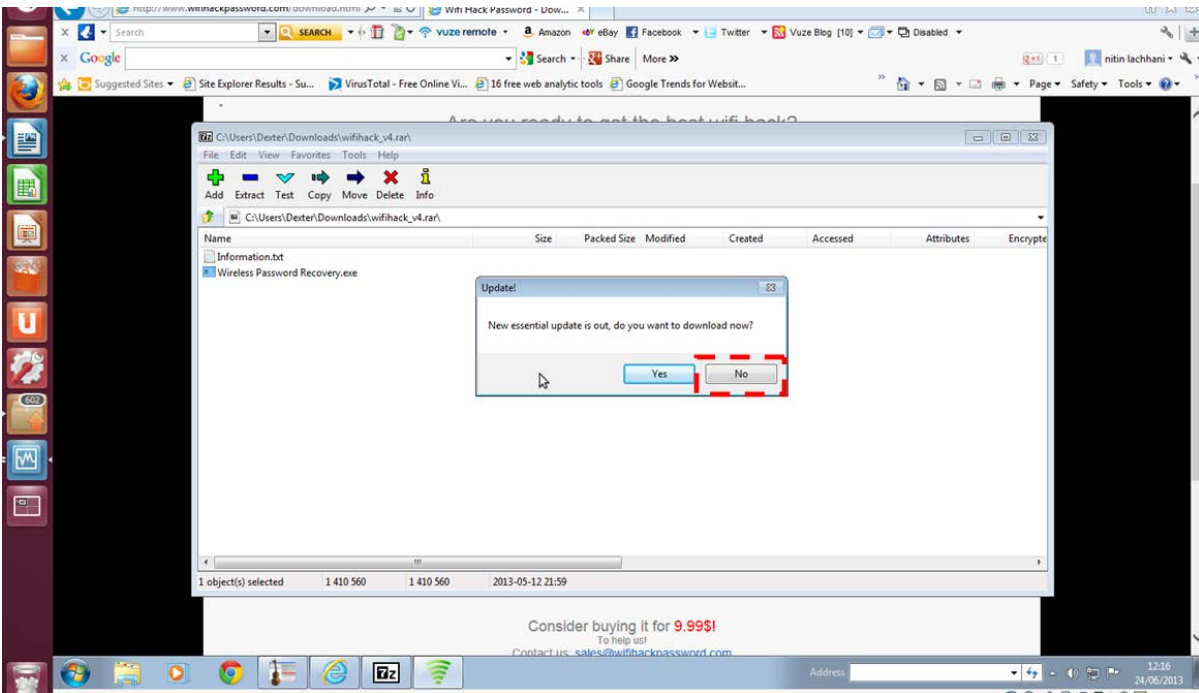 http://www.wifihackpassword.com/download.html
Wifi Hack Password - Dow...
Search
SEARCH
vuze remote
Amazon
eBay
Facebook
Twitter
Vuze Blog [10]
Disabled
Google
Search
Share
More »
g+1
1
nitin lachhani
Suggested Sites
Site Explorer Results - Su...
VirusTotal - Free Online Vi...
16 free web analytic tools
Google Trends for Websit...
Page
Safety
Tools
Are you ready to get the best wifi hack?
7z C:\Users\Dexter\Downloads\wifihack_v4.rar\
File Edit View Favorites Tools Help
Add Extract Test Copy Move Delete Info
C:\Users\Dexter\Downloads\wifihack_v4.rar\
Name Size Packed Size Modified Created Accessed Attributes Encrypte
Information.txt
Wireless Password Recovery.exe
Update!
New essential update is out, do you want to download now?
Yes No
1 object(s) selected 1 410 560 1 410 560 2013-05-12 21:59
Consider buying it for 9.99$!
To help us!
Contact us: sales@wifihackpassword.com
602
7z
Address
12:16
24/06/2013